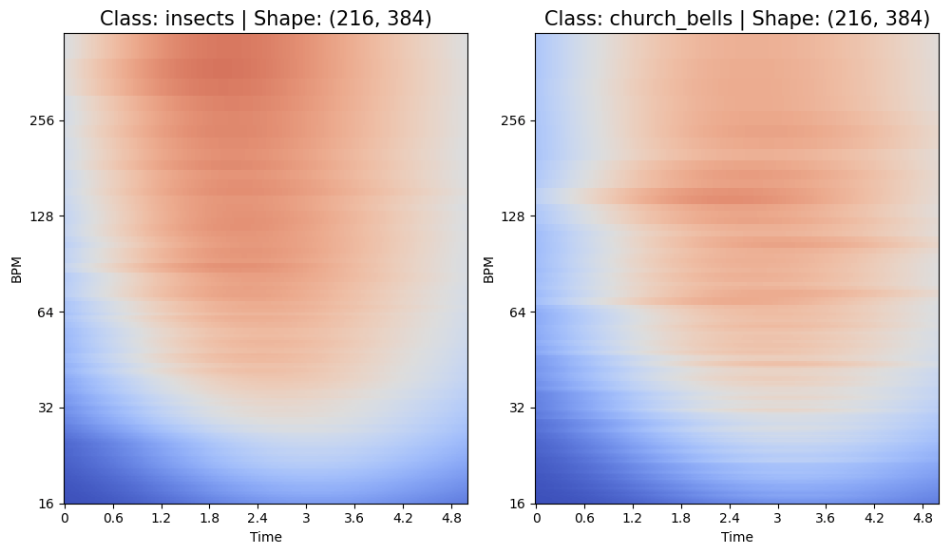 Class: insects | Shape: (216, 384)
BPM
256
128
64
32
16
0 0.6 1.2 1.8 2.4 3 3.6 4.2 4.8
Time
Class: church_bells | Shape: (216, 384)
BPM
256
128
64
32
16
0 0.6 1.2 1.8 2.4 3 3.6 4.2 4.8
Time